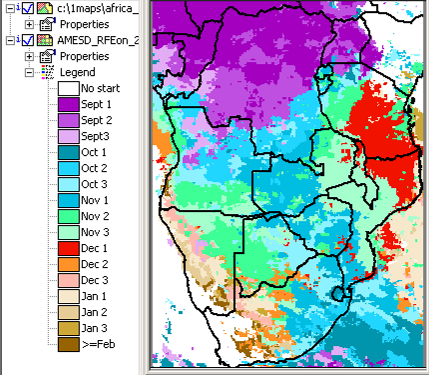 c:\1maps\africa_
Properties
AMESD_RFEon_2
Properties
Legend
No start
Sept 1
Sept 2
Sept3
Oct 1
Oct 2
Oct 3
Nov 1
Nov 2
Nov 3
Dec 1
Dec 2
Dec 3
Jan 1
Jan 2
Jan 3
>=Feb